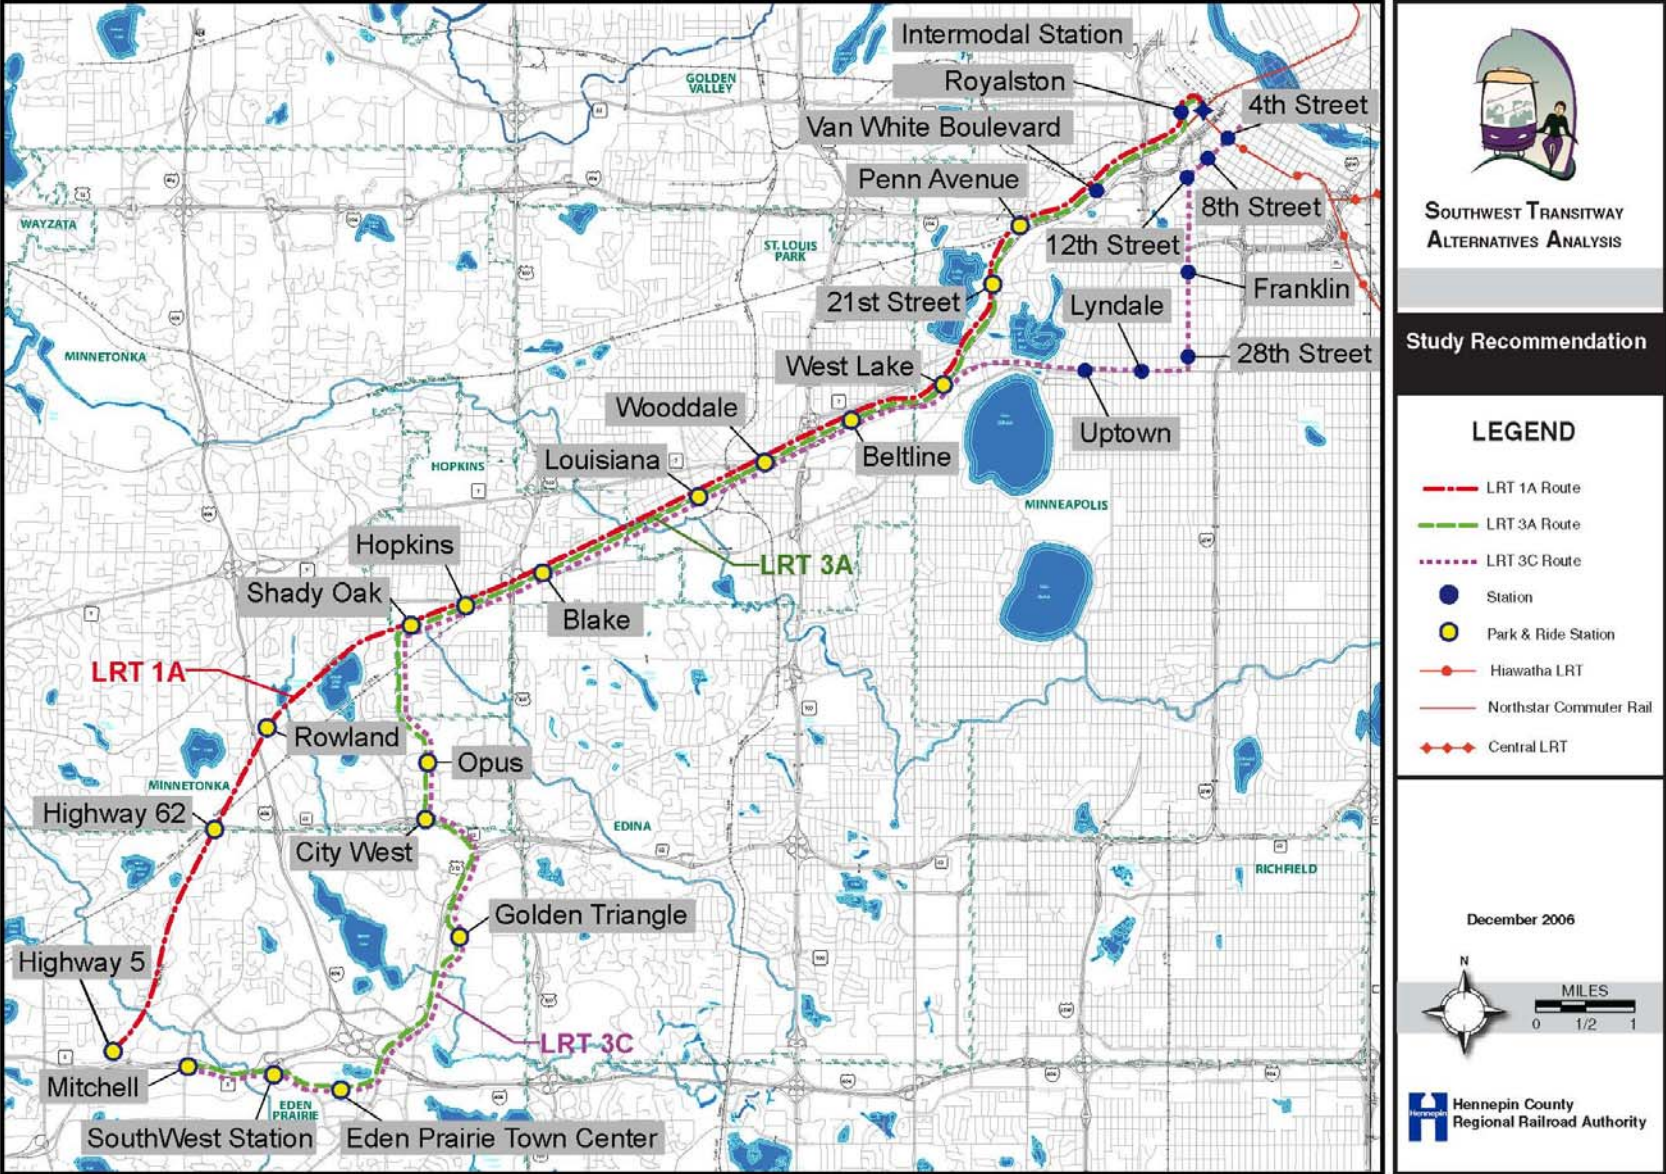 Intermodal Station
Royalston
Van White Boulevard
Penn Avenue
4th Street
8th Street
12th Street
21st Street
Franklin
Lyndale
28th Street
West Lake
Uptown
Wooddale
Beltline
Louisiana
Hopkins
LRT 3A
Shady Oak
Blake
LRT 1A
Rowland
Opus
Highway 62
City West
Golden Triangle
Highway 5
LRT 3C
Mitchell
SouthWest Station
Eden Prairie Town Center
GOLDEN
VALLEY
WAYZATA
ST. LOUIS
PARK
MINNETONKA
HOPKINS
MINNEAPOLIS
MINNETONKA
EDINA
RICHFIELD
EDEN
PRAIRIE
SOUTHWEST TRANSITWAY
ALTERNATIVES ANALYSIS
Study Recommendation
LEGEND
LRT 1A Route
LRT 3A Route
LRT 3C Route
Station
Park & Ride Station
Hiawatha LRT
Northstar Commuter Rail
Central LRT
December 2006
N
MILES
0 1/2 1
Hennepin
Hennepin County
Regional Railroad Authority